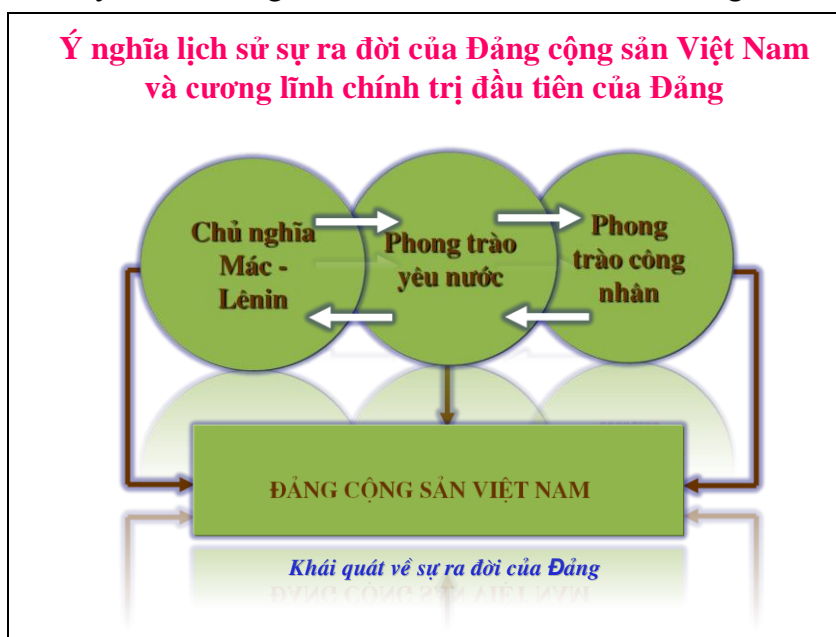 Ý nghĩa lịch sử sự ra đời của Đảng cộng sản Việt Nam
và cương lĩnh chính trị đầu tiên của Đảng
Chủ nghĩa
Mác -
Lênin
Phong trào
yêu nước
Phong
trào công
nhân
ĐẢNG CỘNG SẢN VIỆT NAM
Khái quát về sự ra đời của Đảng